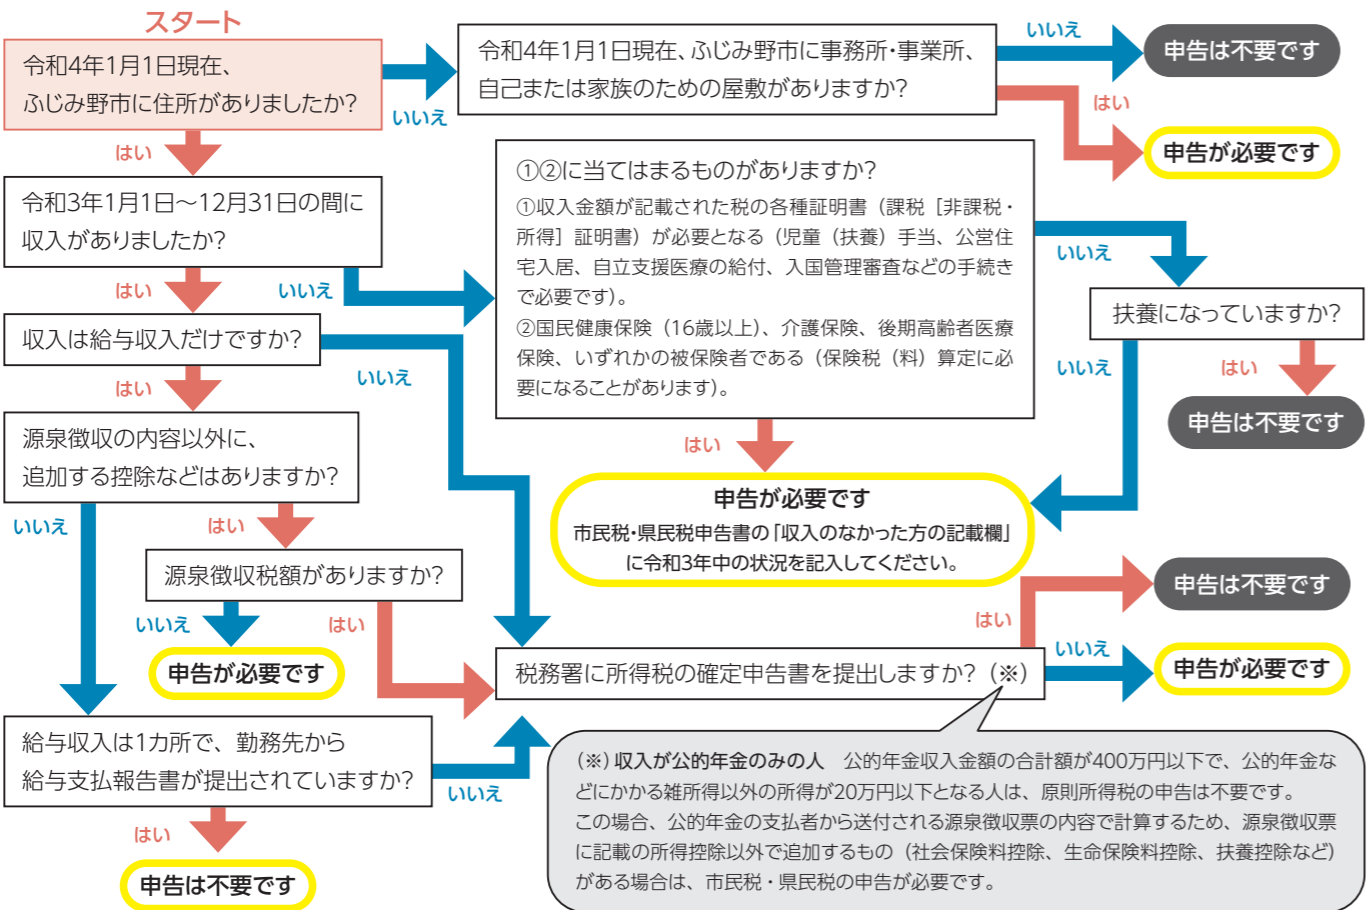 スタート
令和4年1月1日現在、
ふじみ野市に住所がありましたか?
いいえ
はい
令和4年1月1日現在、ふじみ野市に事務所・事業所、
自己または家族のための屋敷がありますか?
いいえ
申告は不要です
はい
申告が必要です
令和3年1月1日～12月31日の間に
収入がありましたか?
はい
いいえ
①②に当てはまるものがありますか?
①収入金額が記載された税の各種証明書（課税［非課税・
所得］証明書）が必要となる（児童（扶養）手当、公営住
宅入居、自立支援医療の給付、入国管理審査などの手続き
で必要です）。
②国民健康保険（16歳以上）、介護保険、後期高齢者医療
保険、いずれかの被保険者である（保険税（料）算定に必
要になることがあります）。
いいえ
はい
扶養になっていますか?
いいえ
はい
申告は不要です
申告が必要です
市民税・県民税申告書の「収入のなかった方の記載欄」
に令和3年中の状況を記入してください。
収入は給与収入だけですか?
いいえ
はい
源泉徴収の内容以外に、
追加する控除などはありますか?
いいえ
はい
源泉徴収税額がありますか?
いいえ
はい
申告が必要です
税務署に所得税の確定申告書を提出しますか?（※）
はい
申告は不要です
いいえ
申告が必要です
給与収入は1カ所で、勤務先から
給与支払報告書が提出されていますか?
いいえ
はい
申告は不要です
（※）収入が公的年金のみの人　公的年金収入金額の合計額が400万円以下で、公的年金な
どにかかる雑所得以外の所得が20万円以下となる人は、原則所得税の申告は不要です。
この場合、公的年金の支払者から送付される源泉徴収票の内容で計算するため、源泉徴収票
に記載の所得控除以外で追加するもの（社会保険料控除、生命保険料控除、扶養控除など）
がある場合は、市民税・県民税の申告が必要です。